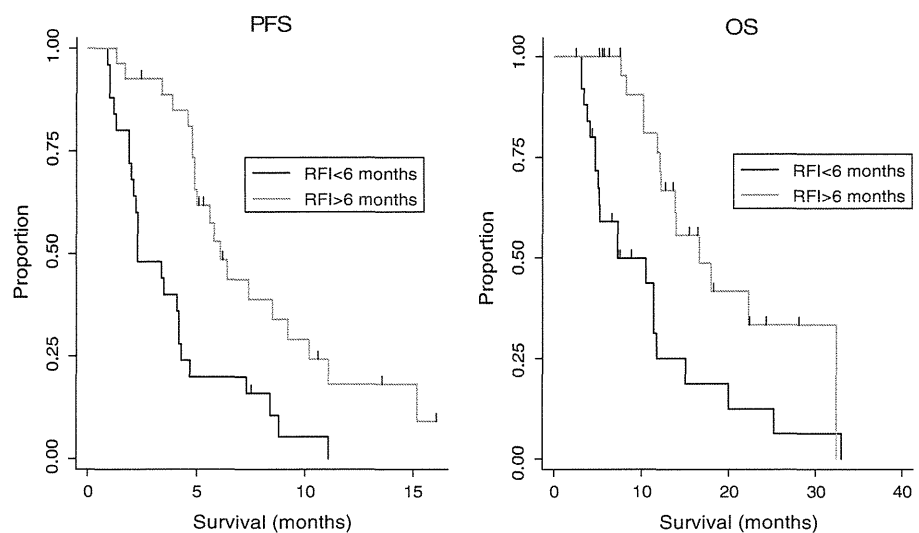 PFS
Proportion
1.00
0.75
0.50
0.25
0.00
RFI<6 months
RFI>6 months
0 5 10 15
Survival (months)
OS
Proportion
1.00
0.75
0.50
0.25
0.00
RFI<6 months
RFI>6 months
0 10 20 30 40
Survival (months)